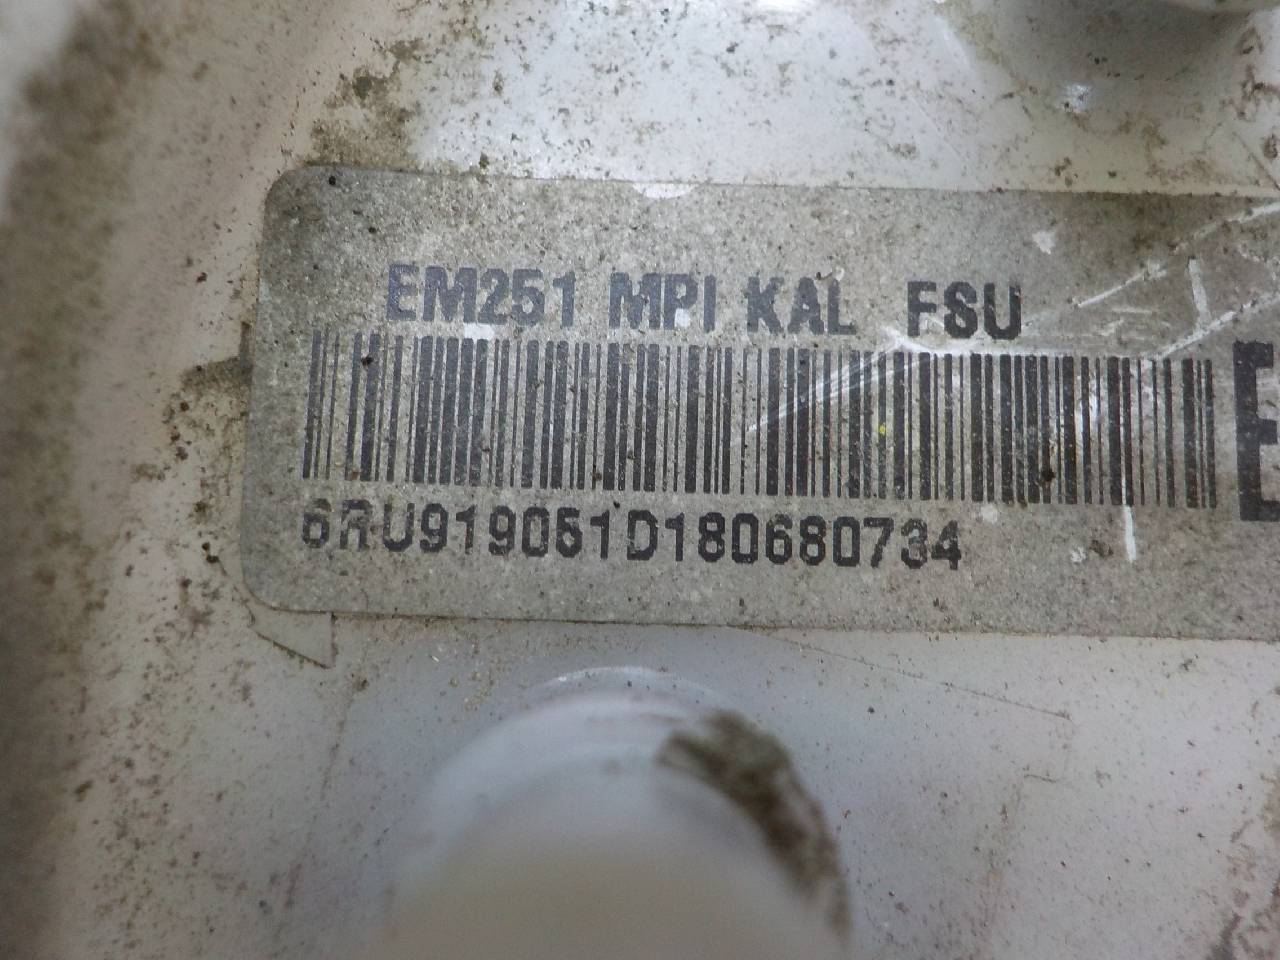 EM251 MPI KAL FSU
E
6RU919051D180680734